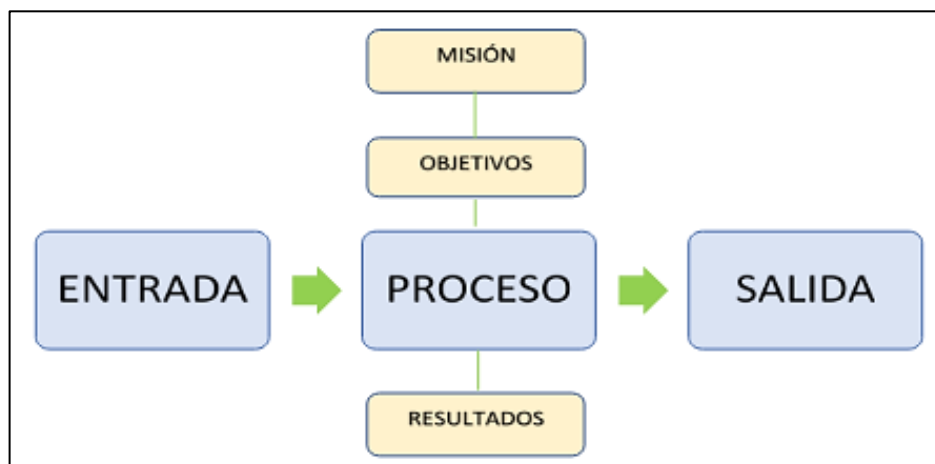 MISIÓN
OBJETIVOS
ENTRADA
PROCESO
SALIDA
RESULTADOS